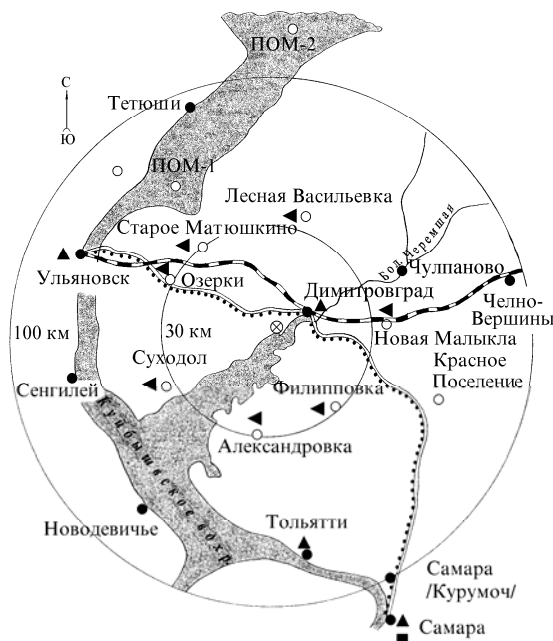 ПОМ-2
С
Ю
Тетюши
ПОМ-1
Лесная Васильевка
Старое Матюшкино
Бол. Черемшая
Чулпаново
Ульяновск
Озерки
Димитровград
Челно-
Вершины
100 км
30 км
Новая Малыкла
Суходол
Красное
Поселение
Сенгилей
Филипповка
Александровка
Куйбышевское вдхр.
Новодевичье
Тольятти
Самара
/Курумоч/
Самара